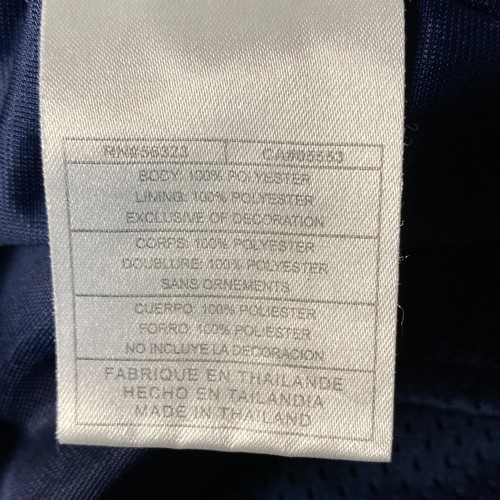 RN#56323 CA#05553
BODY: 100% POLYESTER
LINING: 100% POLYESTER
EXCLUSIVE OF DECORATION
CORPS: 100% POLYESTER
DOUBLURE: 100% POLYESTER
SANS ORNEMENTS
CUERPO: 100% POLIESTER
FORRO: 100% POLIESTER
NO INCLUYE LA DECORACION
FABRIQUE EN THAILANDE
HECHO EN TAILANDIA
MADE IN THAILAND